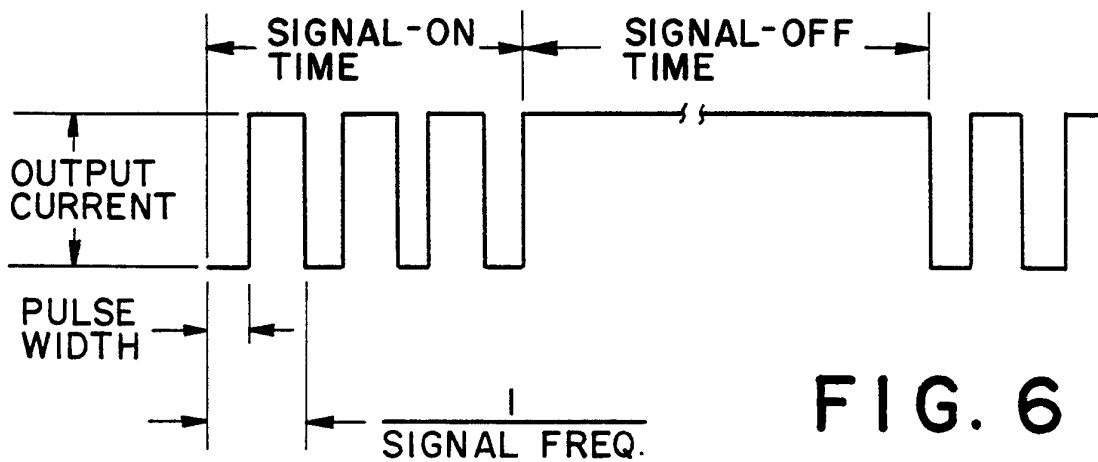 SIGNAL-ON
TIME
SIGNAL-OFF
TIME
OUTPUT
CURRENT
PULSE
WIDTH
1
SIGNAL FREQ.
FIG. 6